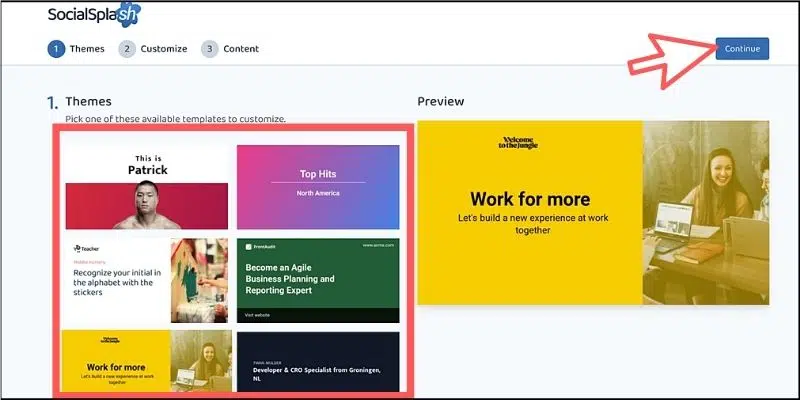 SocialSplash
1 Themes 2 Customize 3 Content
Continue
1. Themes
Pick one of these available templates to customize.
This is
Patrick
Top Hits
North America
Teacher
Recognize your initial
in the alphabet with the
stickers
FrontAudit
www.acme.com
Become an Agile
Business Planning and
Reporting Expert
Visit website
Welcome
to the Jungle
Work for more
Let's build a new experience at work
together
Developer & CRO Specialist from Groningen,
NL
Preview
Welcome
to the Jungle
Work for more
Let's build a new experience at work
together